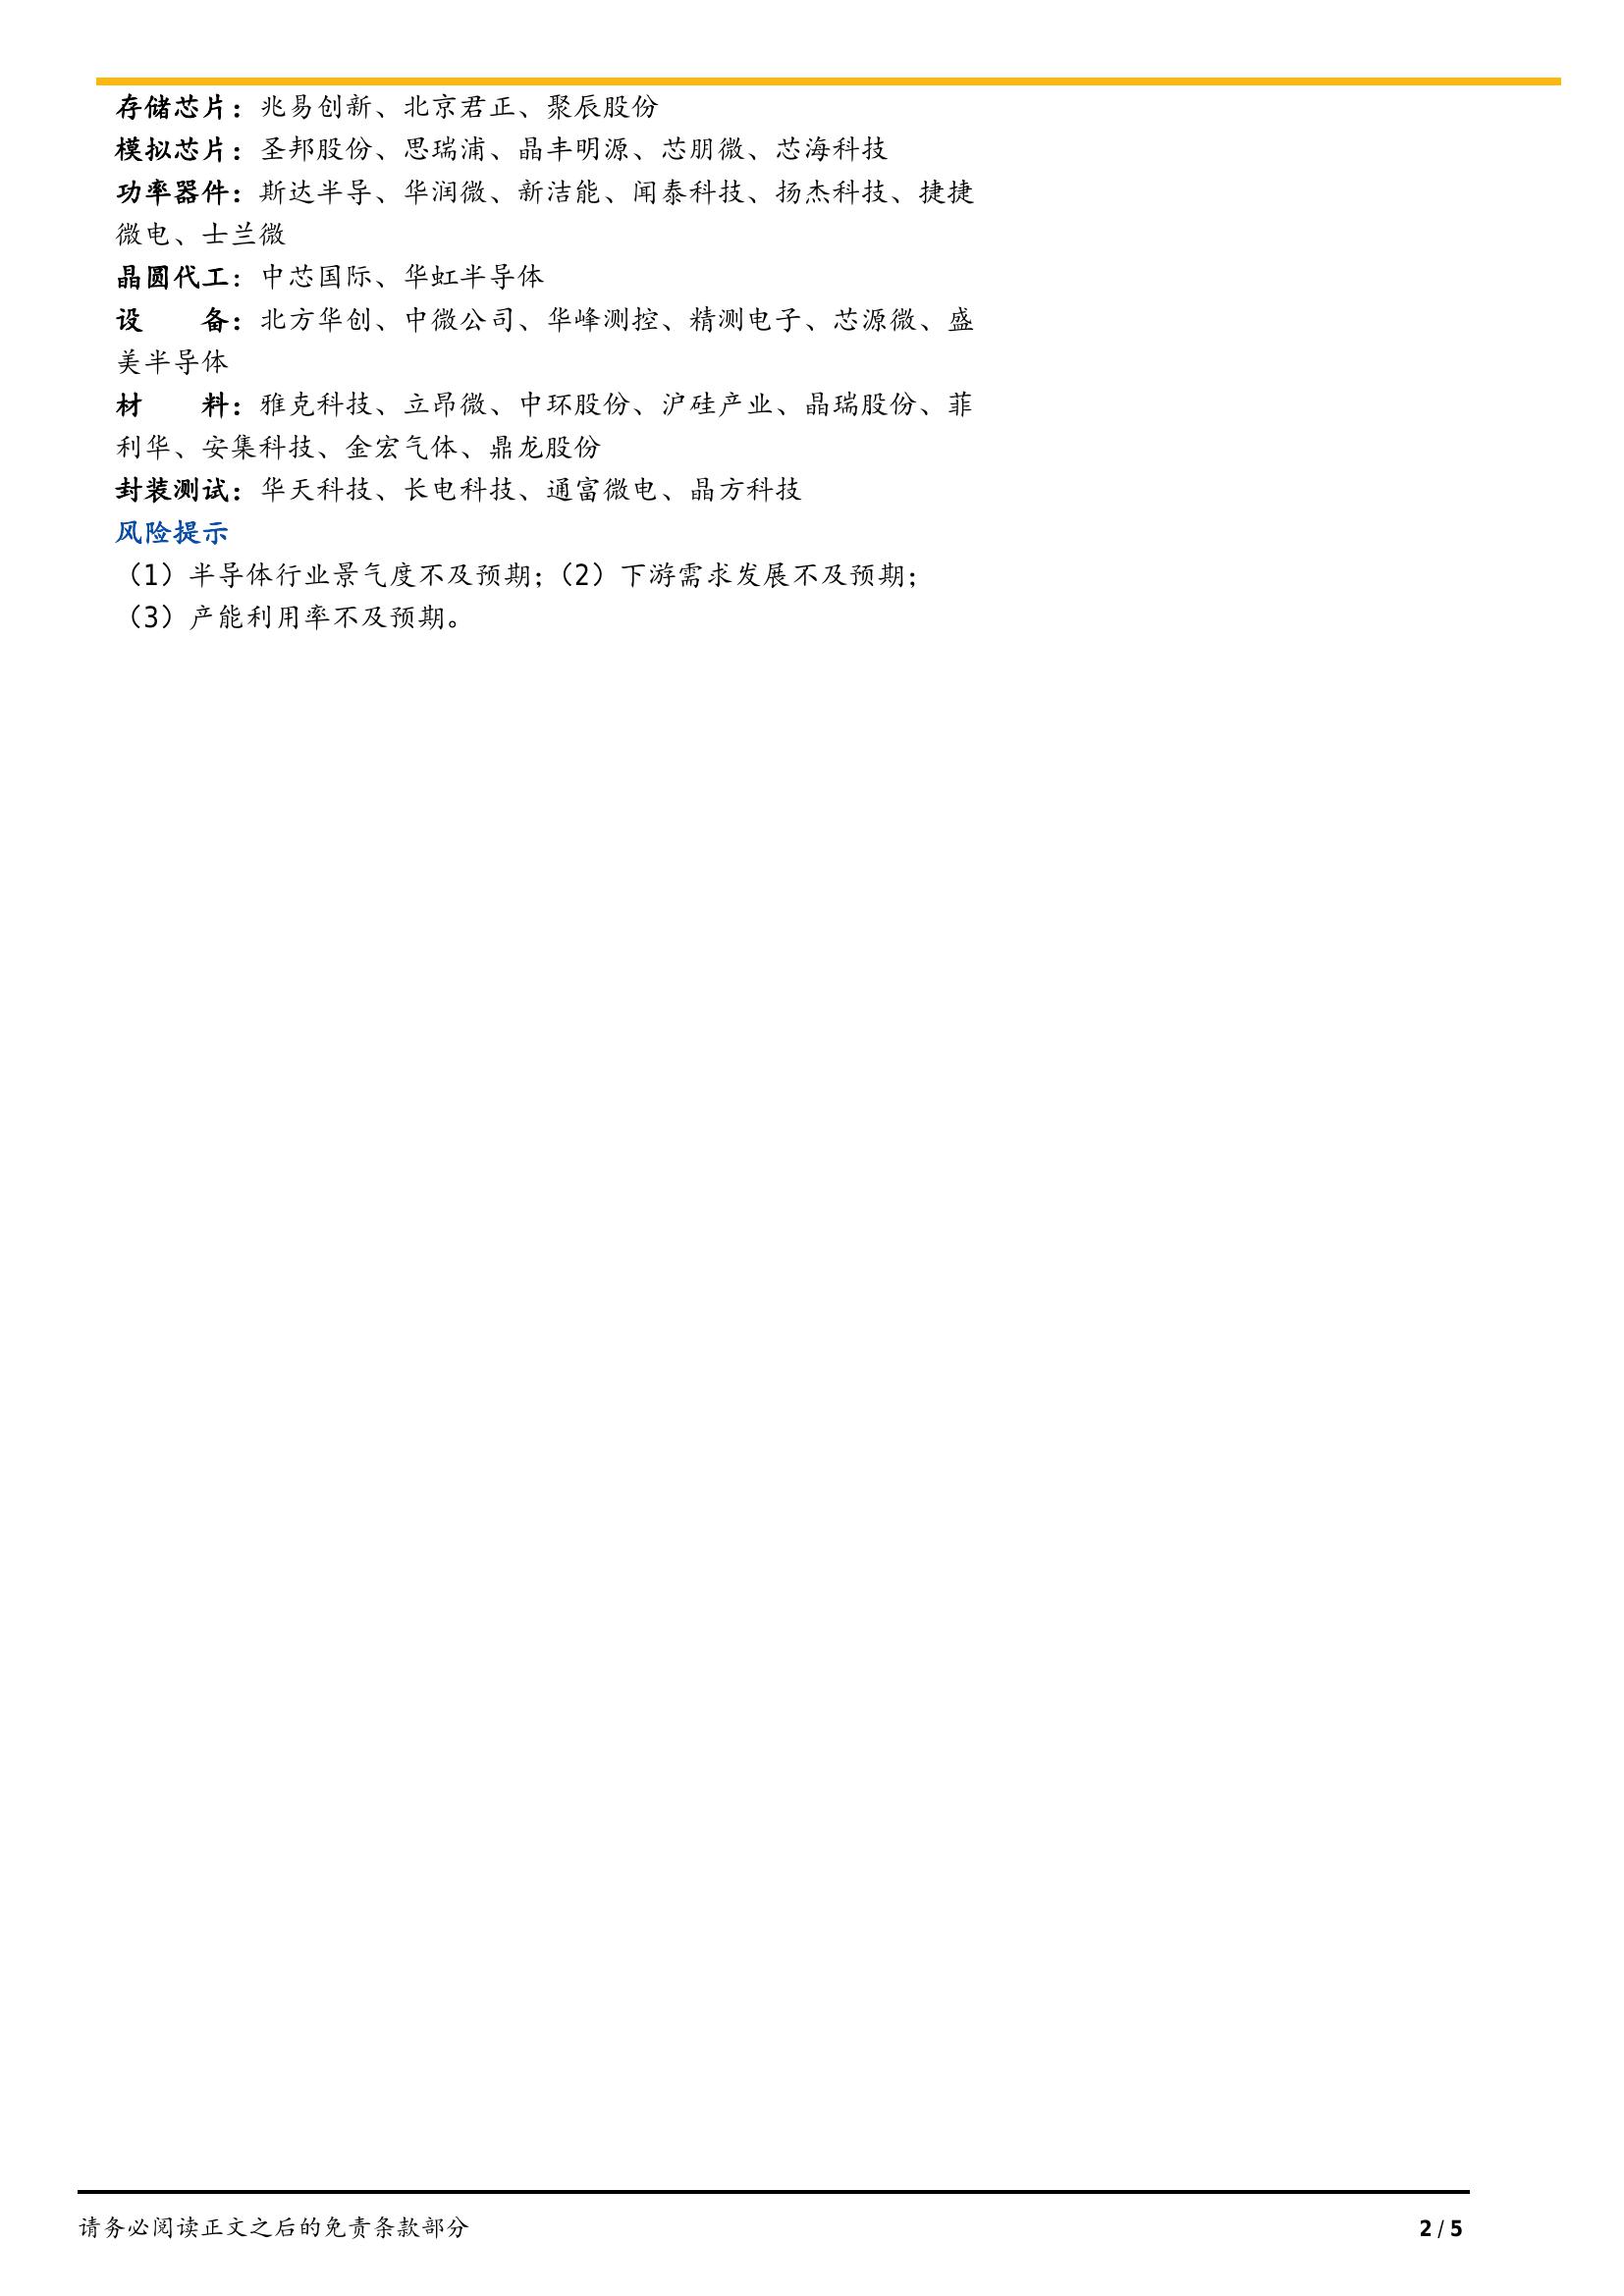 存储芯片：兆易创新、北京君正、聚辰股份
模拟芯片：圣邦股份、思瑞浦、晶丰明源、芯朋微、芯海科技
功率器件：斯达半导、华润微、新洁能、闻泰科技、扬杰科技、捷捷
微电、士兰微
晶圆代工：中芯国际、华虹半导体
设　　备：北方华创、中微公司、华峰测控、精测电子、芯源微、盛
美半导体
材　　料：雅克科技、立昂微、中环股份、沪硅产业、晶瑞股份、菲
利华、安集科技、金宏气体、鼎龙股份
封装测试：华天科技、长电科技、通富微电、晶方科技
风险提示
（1）半导体行业景气度不及预期；（2）下游需求发展不及预期；
（3）产能利用率不及预期。
请务必阅读正文之后的免责条款部分
2 / 5